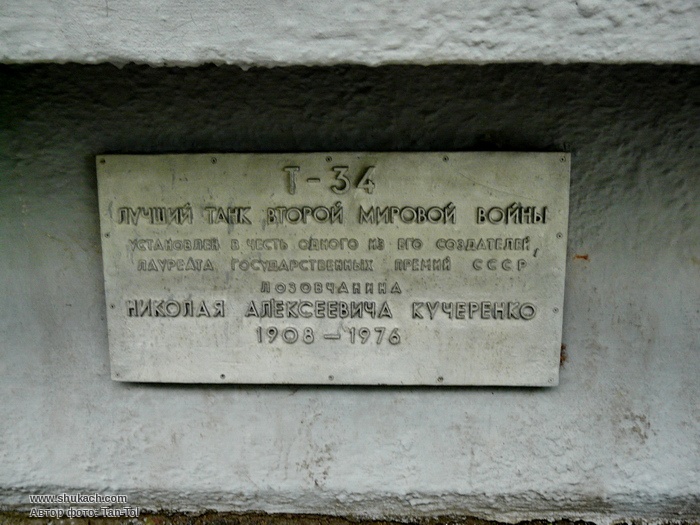 Т-34
ЛУЧШИЙ ТАНК ВТОРОЙ МИРОВОЙ ВОЙНЫ
УСТАНОВЛЕН В ЧЕСТЬ ОДНОГО ИЗ ЕГО СОЗДАТЕЛЕЙ,
ЛАУРЕАТА ГОСУДАРСТВЕННЫХ ПРЕМИЙ СССР
ЛОЗОВЧАНИНА
НИКОЛАЯ АЛЕКСЕЕВИЧА КУЧЕРЕНКО
1908 — 1976
www.shukach.com
Автор фото: Tan-Tol